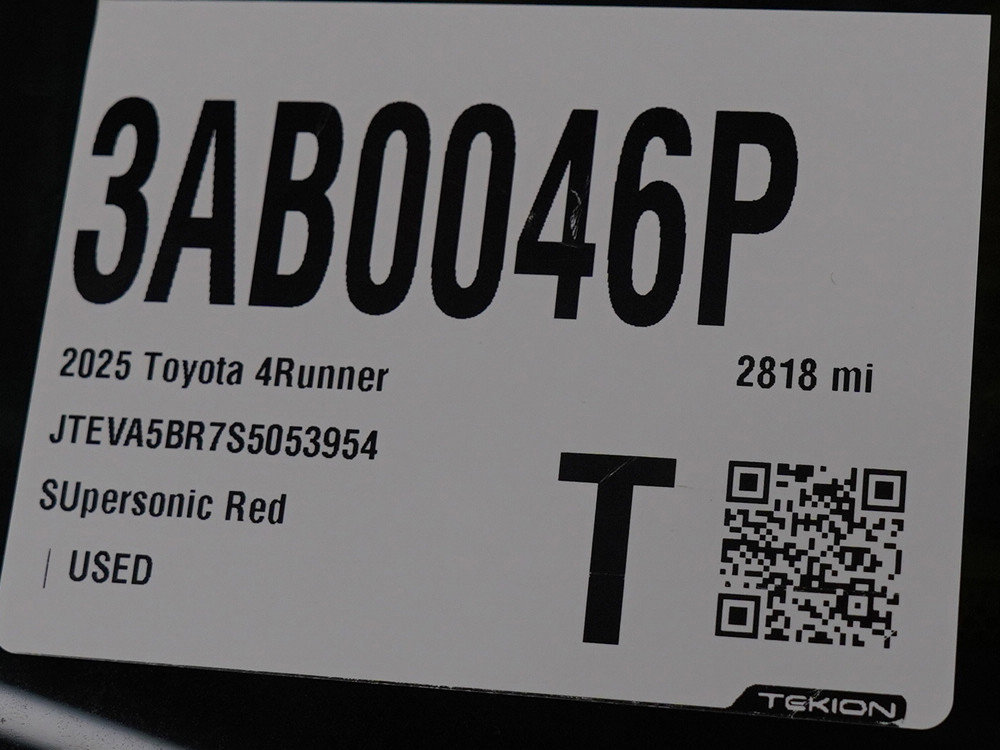 3AB0046P
2025 Toyota 4Runner
2818 mi
JTEVA5BR7S5053954
SUpersonic Red
T
| USED
TEKION